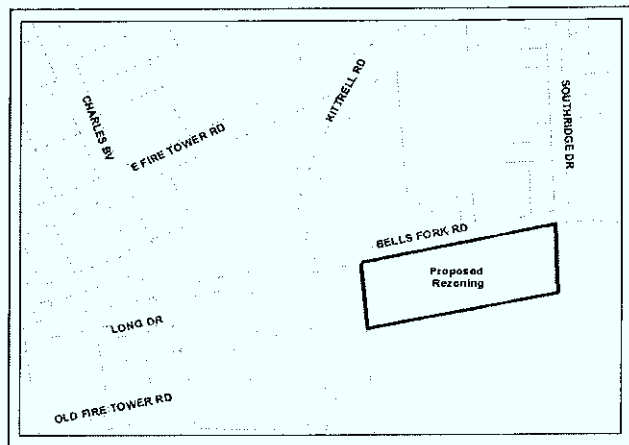 CHARLES BV
E FIRE TOWER RD
KITTRELL RD
SOUTHRIDGE DR
BELLS FORK RD
Proposed
Rezoning
LONG DR
OLD FIRE TOWER RD